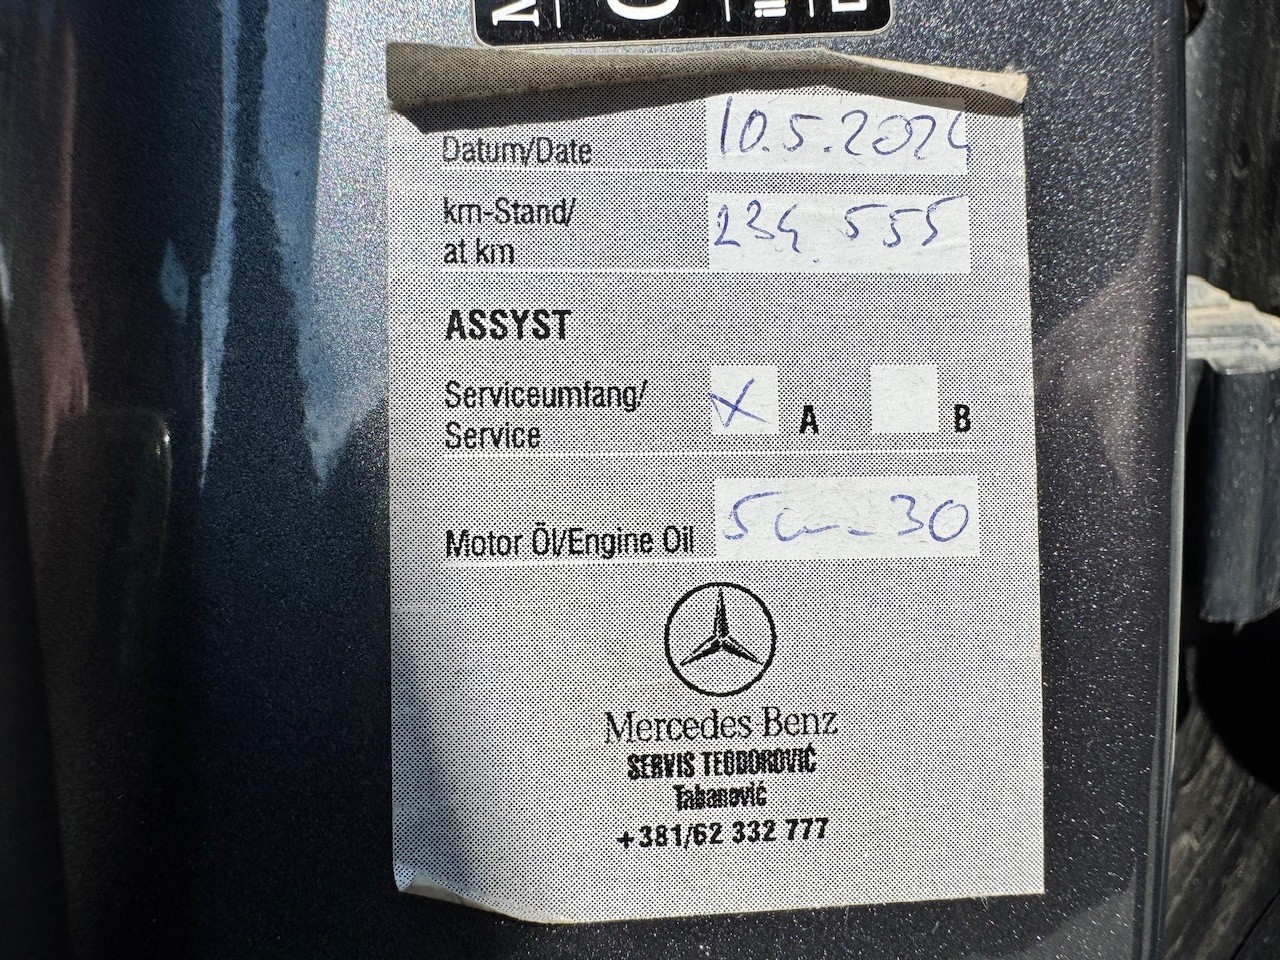 Datum/Date 10.5.2024
km-Stand/
at km 234.555
ASSYST
Serviceumfang/
Service X A B
Motor Öl/Engine Oil 5w-30
Mercedes Benz
SERVIS TEODOROVIĆ
Tabanović
+381/62 332 777